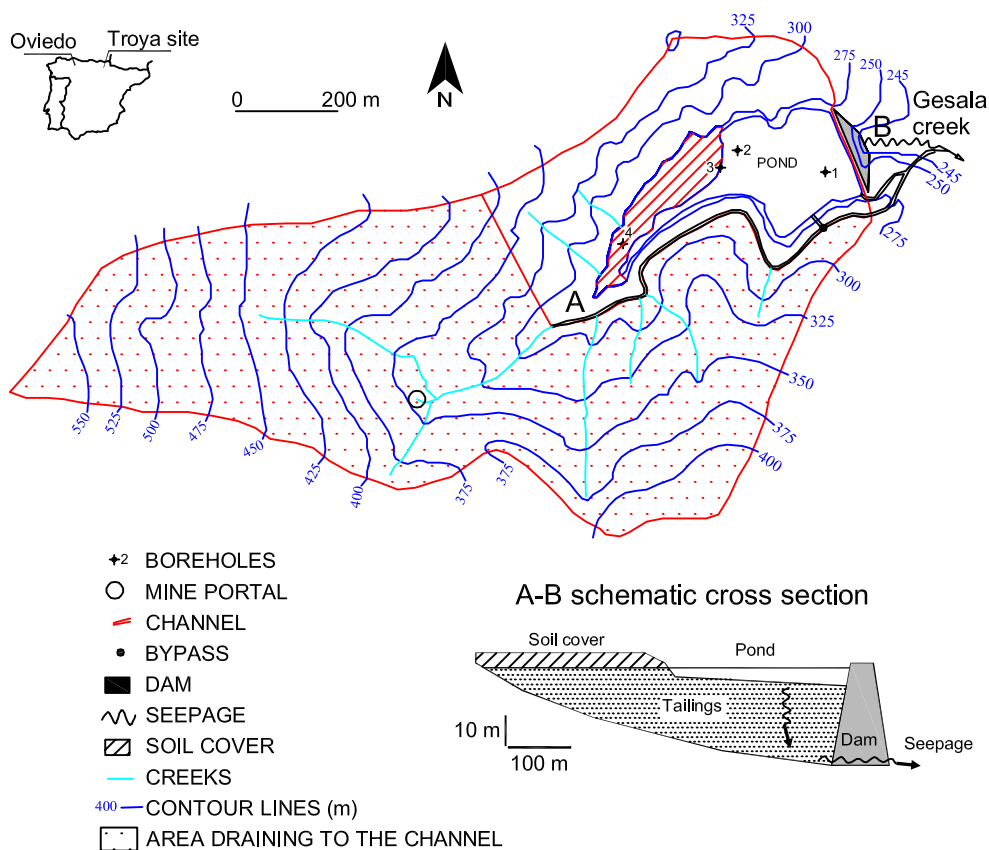 Oviedo
Troya site
0
200 m
N
325
300
275
250
245
Gesala
creek
B
245
250
275
2
3
POND
1
4
A
300
325
350
375
400
550
525
500
475
450
425
400
375
375
2 BOREHOLES
MINE PORTAL
CHANNEL
BYPASS
DAM
SEEPAGE
SOIL COVER
CREEKS
400 CONTOUR LINES (m)
AREA DRAINING TO THE CHANNEL
A-B schematic cross section
Soil cover
Pond
Tailings
10 m
100 m
Dam
Seepage